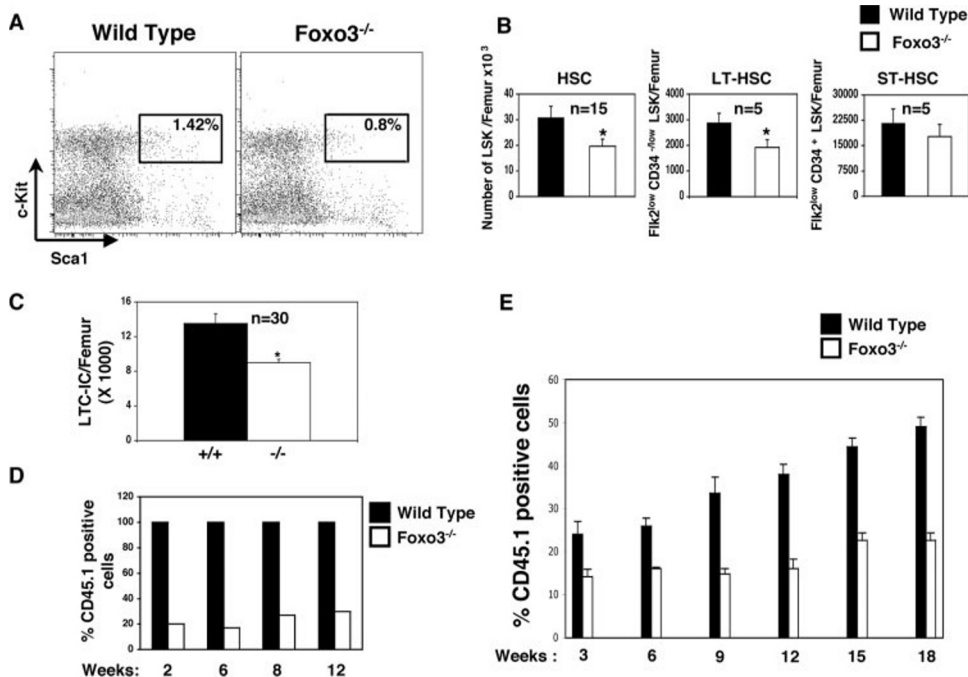 A
Wild Type
Foxo3-/-
1.42%
0.8%
c-Kit
Sca1
B
Wild Type
Foxo3-/-
HSC
LT-HSC
ST-HSC
Number of LSK /Femur x10 3
40
30
20
10
0
n=15
*
Flk2low CD34 -/low LSK/Femur
4000
3000
2000
1000
0
n=5
*
Flk2low CD34 + LSK/Femur
30000
22500
15000
7500
0
n=5
C
LTC-IC/Femur
(X 1000)
16
12
8
4
0
n=30
*
+/+
-/-
D
% CD45.1 positive
cells
120
100
80
60
40
20
0
Wild Type
Foxo3-/-
Weeks: 2 6 8 12
E
Wild Type
Foxo3-/-
% CD45.1 positive cells
60
50
40
30
20
10
0
Weeks : 3 6 9 12 15 18